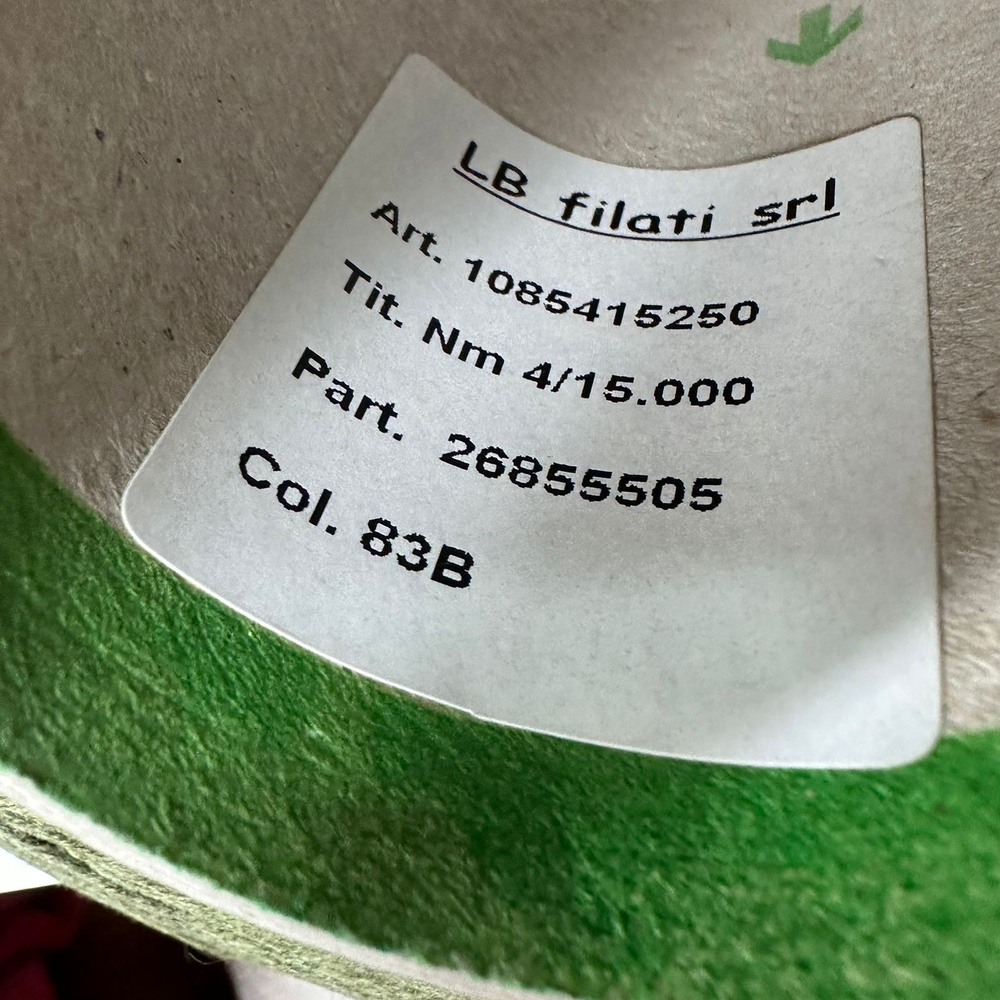 LB filati srl
Art. 1085415250
Tit. Nm 4/15.000
Part. 26855505
Col. 83B